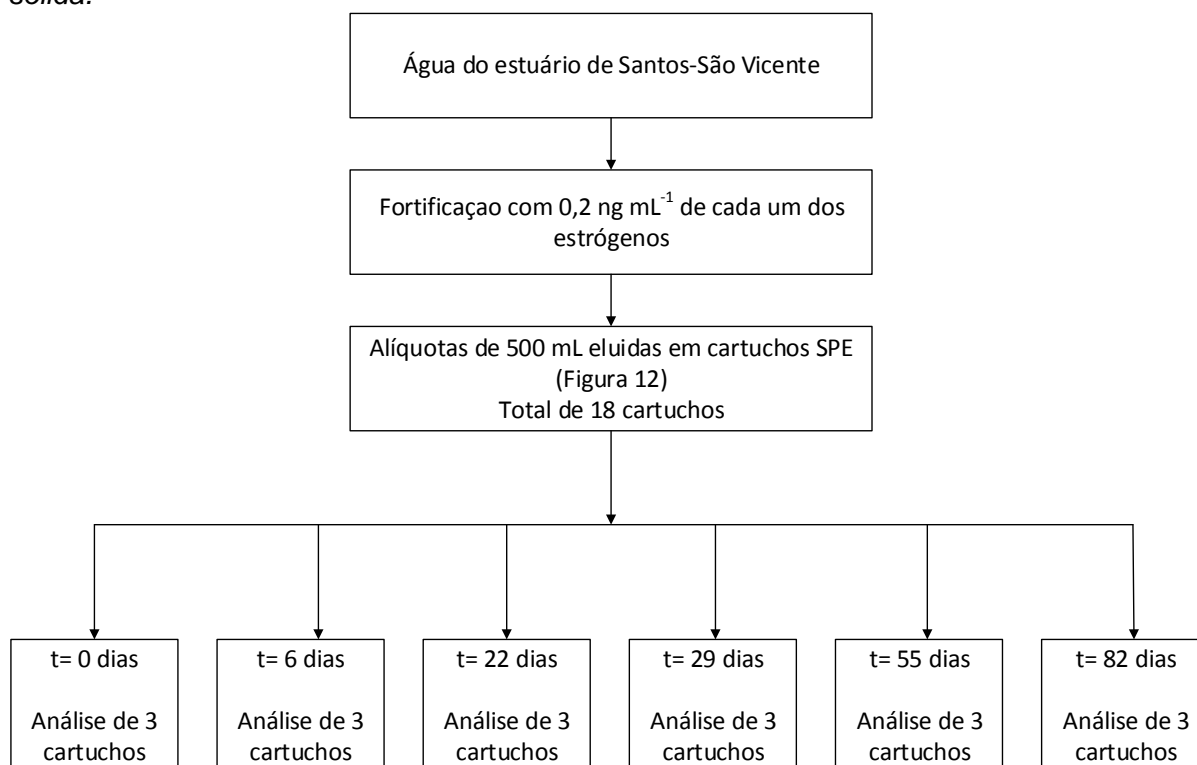 sólida.
Água do estuário de Santos-São Vicente
Fortificaçao com 0,2 ng mL⁻¹ de cada um dos
estrógenos
Alíquotas de 500 mL eluidas em cartuchos SPE
(Figura 12)
Total de 18 cartuchos
t= 0 dias
Análise de 3
cartuchos
t= 6 dias
Análise de 3
cartuchos
t= 22 dias
Análise de 3
cartuchos
t= 29 dias
Análise de 3
cartuchos
t= 55 dias
Análise de 3
cartuchos
t= 82 dias
Análise de 3
cartuchos